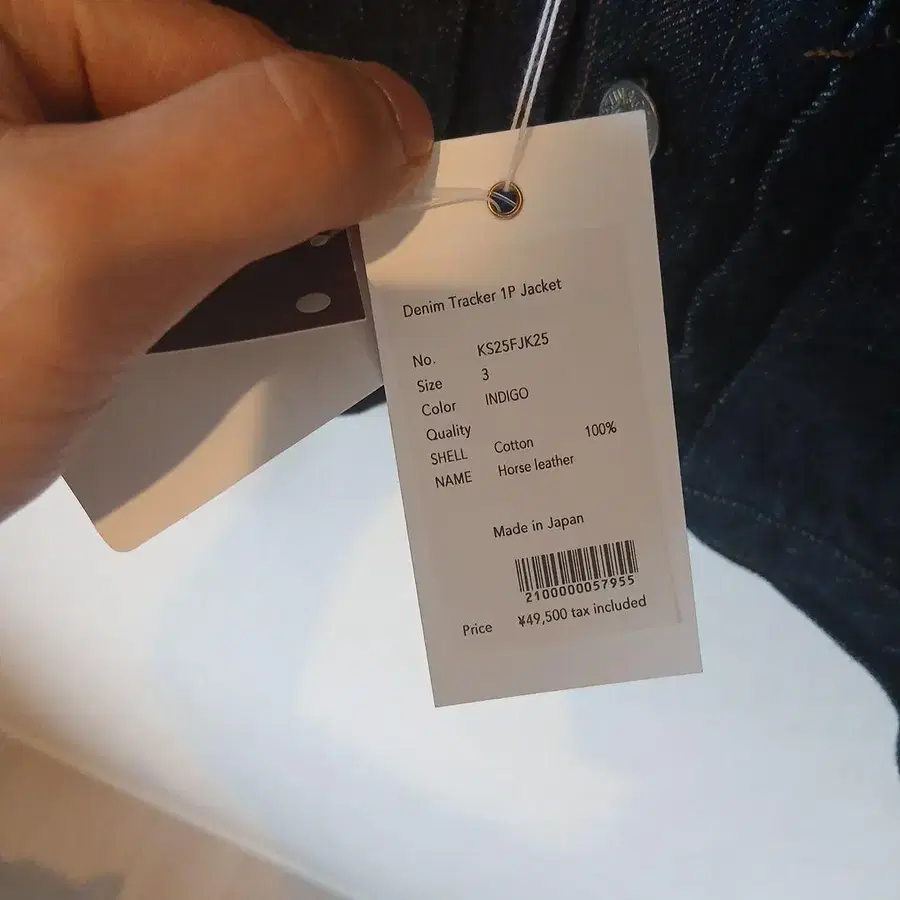 Denim Tracker 1P Jacket
No. KS25FJK25
Size 3
Color INDIGO
Quality
SHELL Cotton 100%
NAME Horse leather
Made in Japan
2100000057955
Price ¥49,500 tax included